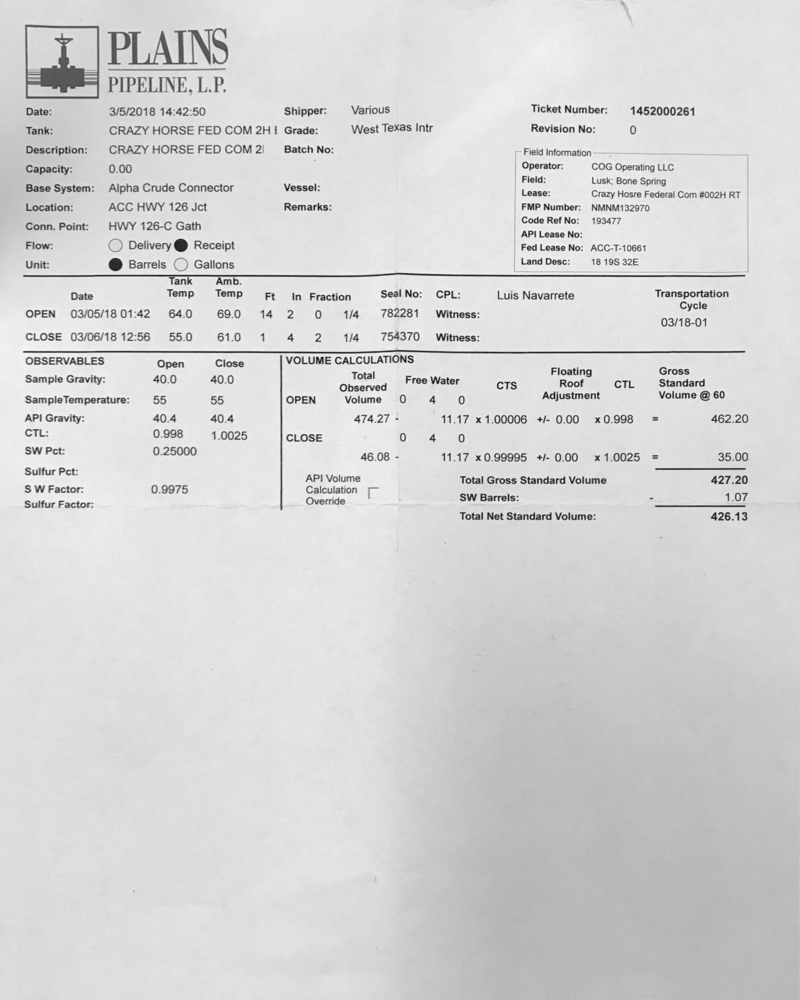 PLAINS
PIPELINE, L.P.
Date: 3/5/2018 14:42:50 Shipper: Various Ticket Number: 1452000261
Tank: CRAZY HORSE FED COM 2H Grade: West Texas Intr Revision No: 0
Description: CRAZY HORSE FED COM 2 Batch No:
Capacity: 0.00
Base System: Alpha Crude Connector Vessel:
Location: ACC HWY 126 Jct Remarks:
Conn. Point: HWY 126-C Gath
Flow: Delivery Receipt
Unit: Barrels Gallons
Field Information
Operator: COG Operating LLC
Field: Lusk; Bone Spring
Lease: Crazy Hosre Federal Com #002H RT
FMP Number: NMNM132970
Code Ref No: 193477
API Lease No:
Fed Lease No: ACC-T-10661
Land Desc: 18 19S 32E
Date Tank Temp Amb. Temp Ft In Fraction Seal No: CPL: Luis Navarrete Transportation Cycle
OPEN 03/05/18 01:42 64.0 69.0 14 2 0 1/4 782281 Witness: 03/18-01
CLOSE 03/06/18 12:56 55.0 61.0 1 4 2 1/4 754370 Witness:
OBSERVABLES Open Close
Sample Gravity: 40.0 40.0
SampleTemperature: 55 55
API Gravity: 40.4 40.4
CTL: 0.998 1.0025
SW Pct: 0.25000
Sulfur Pct:
S W Factor: 0.9975
Sulfur Factor:
VOLUME CALCULATIONS
Total Observed Volume Free Water CTS Floating Roof Adjustment CTL Gross Standard Volume @ 60
OPEN 0 4 0
474.27 - 11.17 x 1.00006 +/- 0.00 x 0.998 = 462.20
CLOSE 0 4 0
46.08 - 11.17 x 0.99995 +/- 0.00 x 1.0025 = 35.00
API Volume Calculation Override
Total Gross Standard Volume 427.20
SW Barrels: - 1.07
Total Net Standard Volume: 426.13